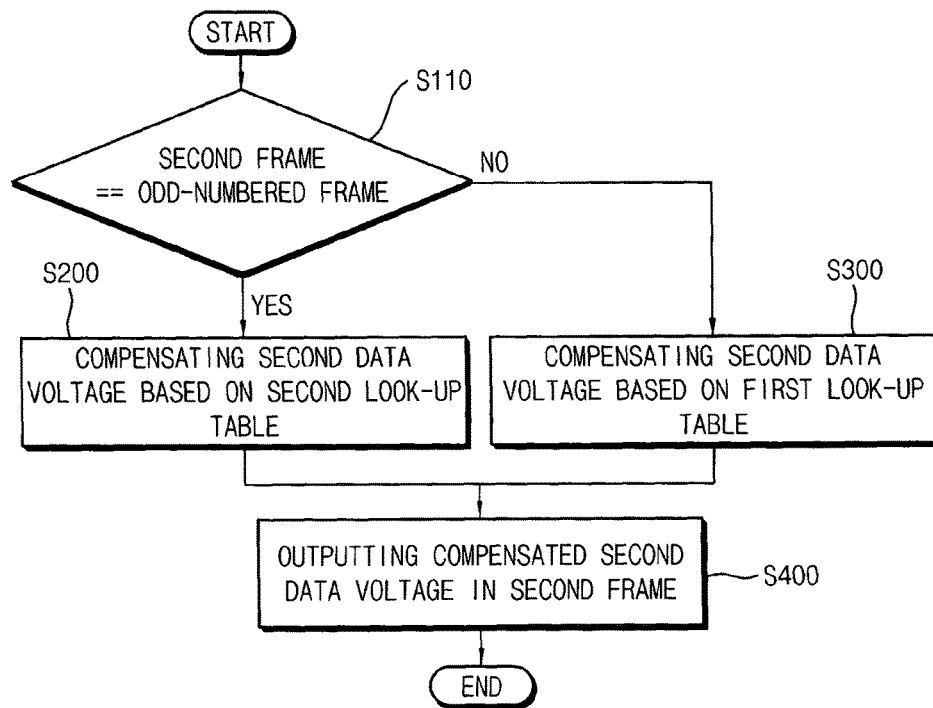 START
S110
SECOND FRAME
== ODD-NUMBERED FRAME
NO
S200
YES
S300
COMPENSATING SECOND DATA
VOLTAGE BASED ON SECOND LOOK-UP
TABLE
COMPENSATING SECOND DATA
VOLTAGE BASED ON FIRST LOOK-UP
TABLE
OUTPUTTING COMPENSATED SECOND
DATA VOLTAGE IN SECOND FRAME
S400
END